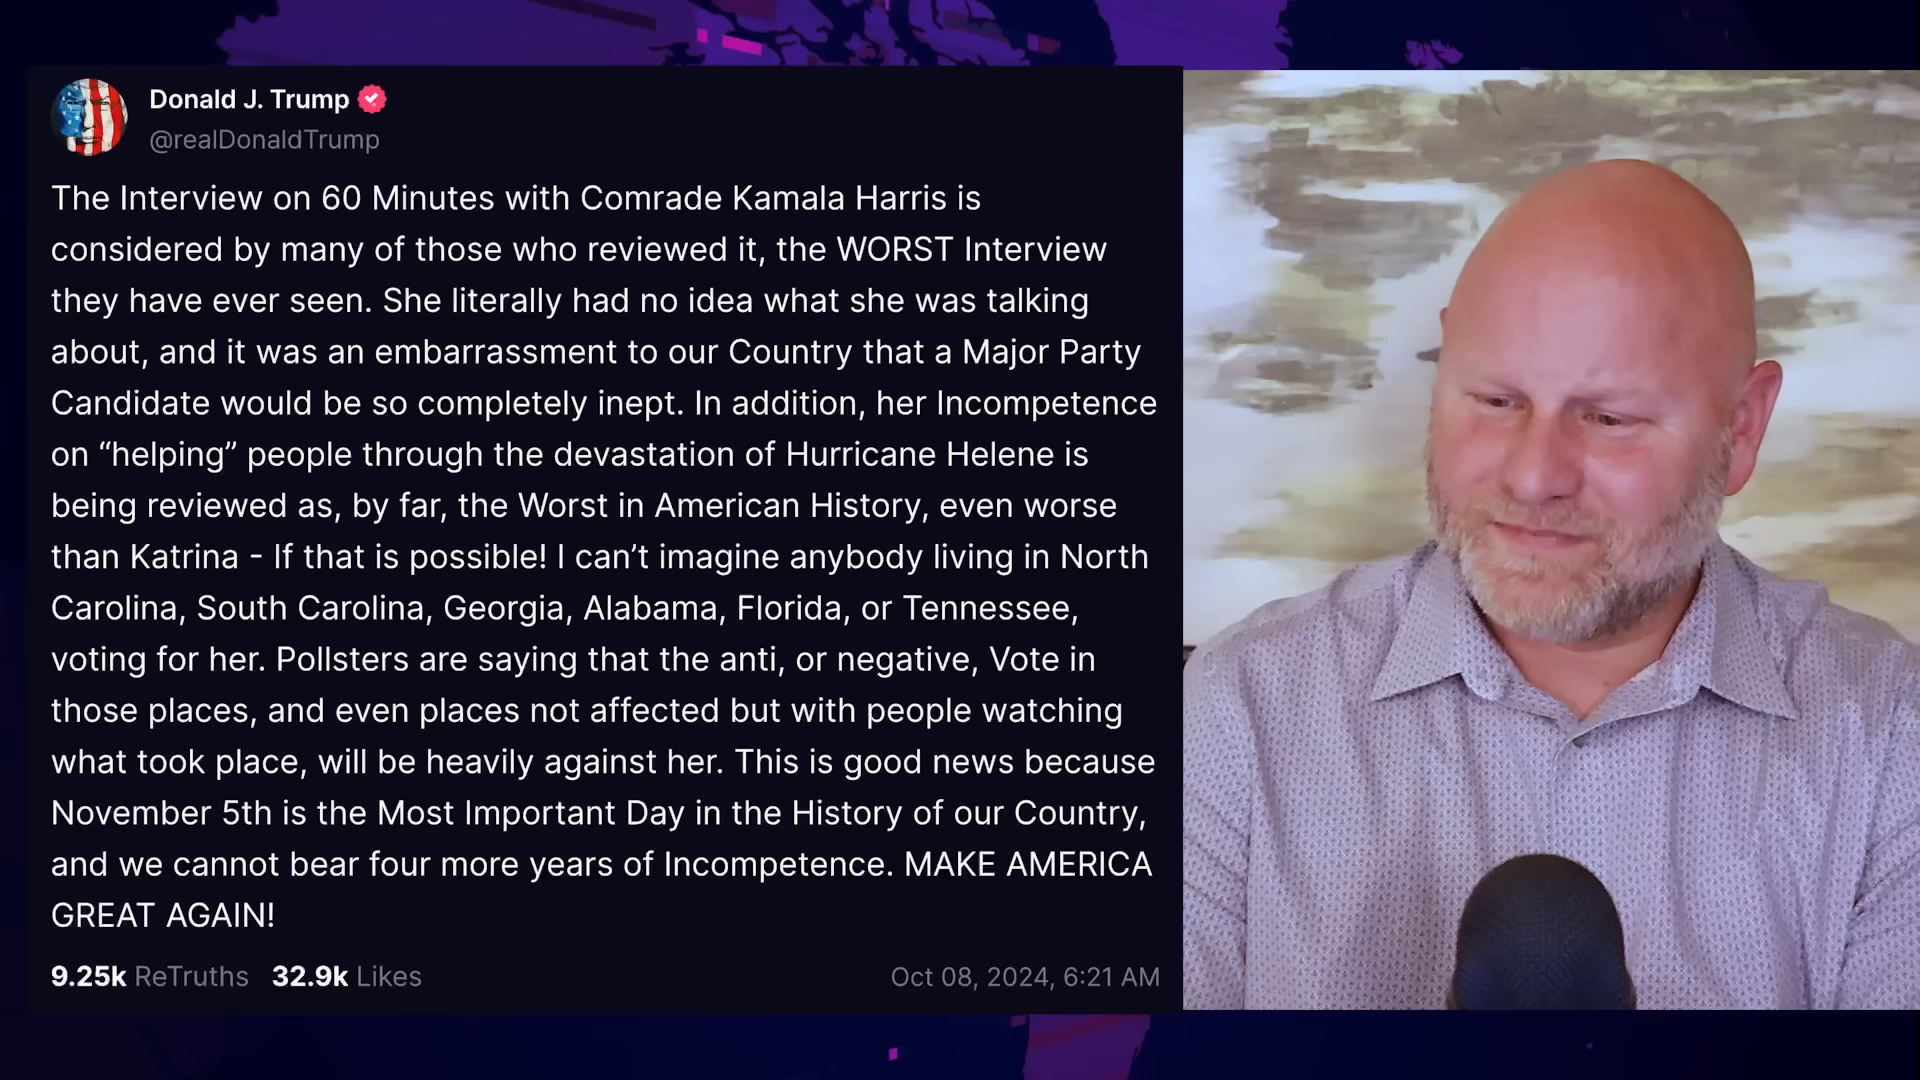 Donald J. Trump
@realDonaldTrump
The Interview on 60 Minutes with Comrade Kamala Harris is
considered by many of those who reviewed it, the WORST Interview
they have ever seen. She literally had no idea what she was talking
about, and it was an embarrassment to our Country that a Major Party
Candidate would be so completely inept. In addition, her Incompetence
on “helping” people through the devastation of Hurricane Helene is
being reviewed as, by far, the Worst in American History, even worse
than Katrina - If that is possible! I can’t imagine anybody living in North
Carolina, South Carolina, Georgia, Alabama, Florida, or Tennessee,
voting for her. Pollsters are saying that the anti, or negative, Vote in
those places, and even places not affected but with people watching
what took place, will be heavily against her. This is good news because
November 5th is the Most Important Day in the History of our Country,
and we cannot bear four more years of Incompetence. MAKE AMERICA
GREAT AGAIN!
9.25k ReTruths 32.9k Likes
Oct 08, 2024, 6:21 AM